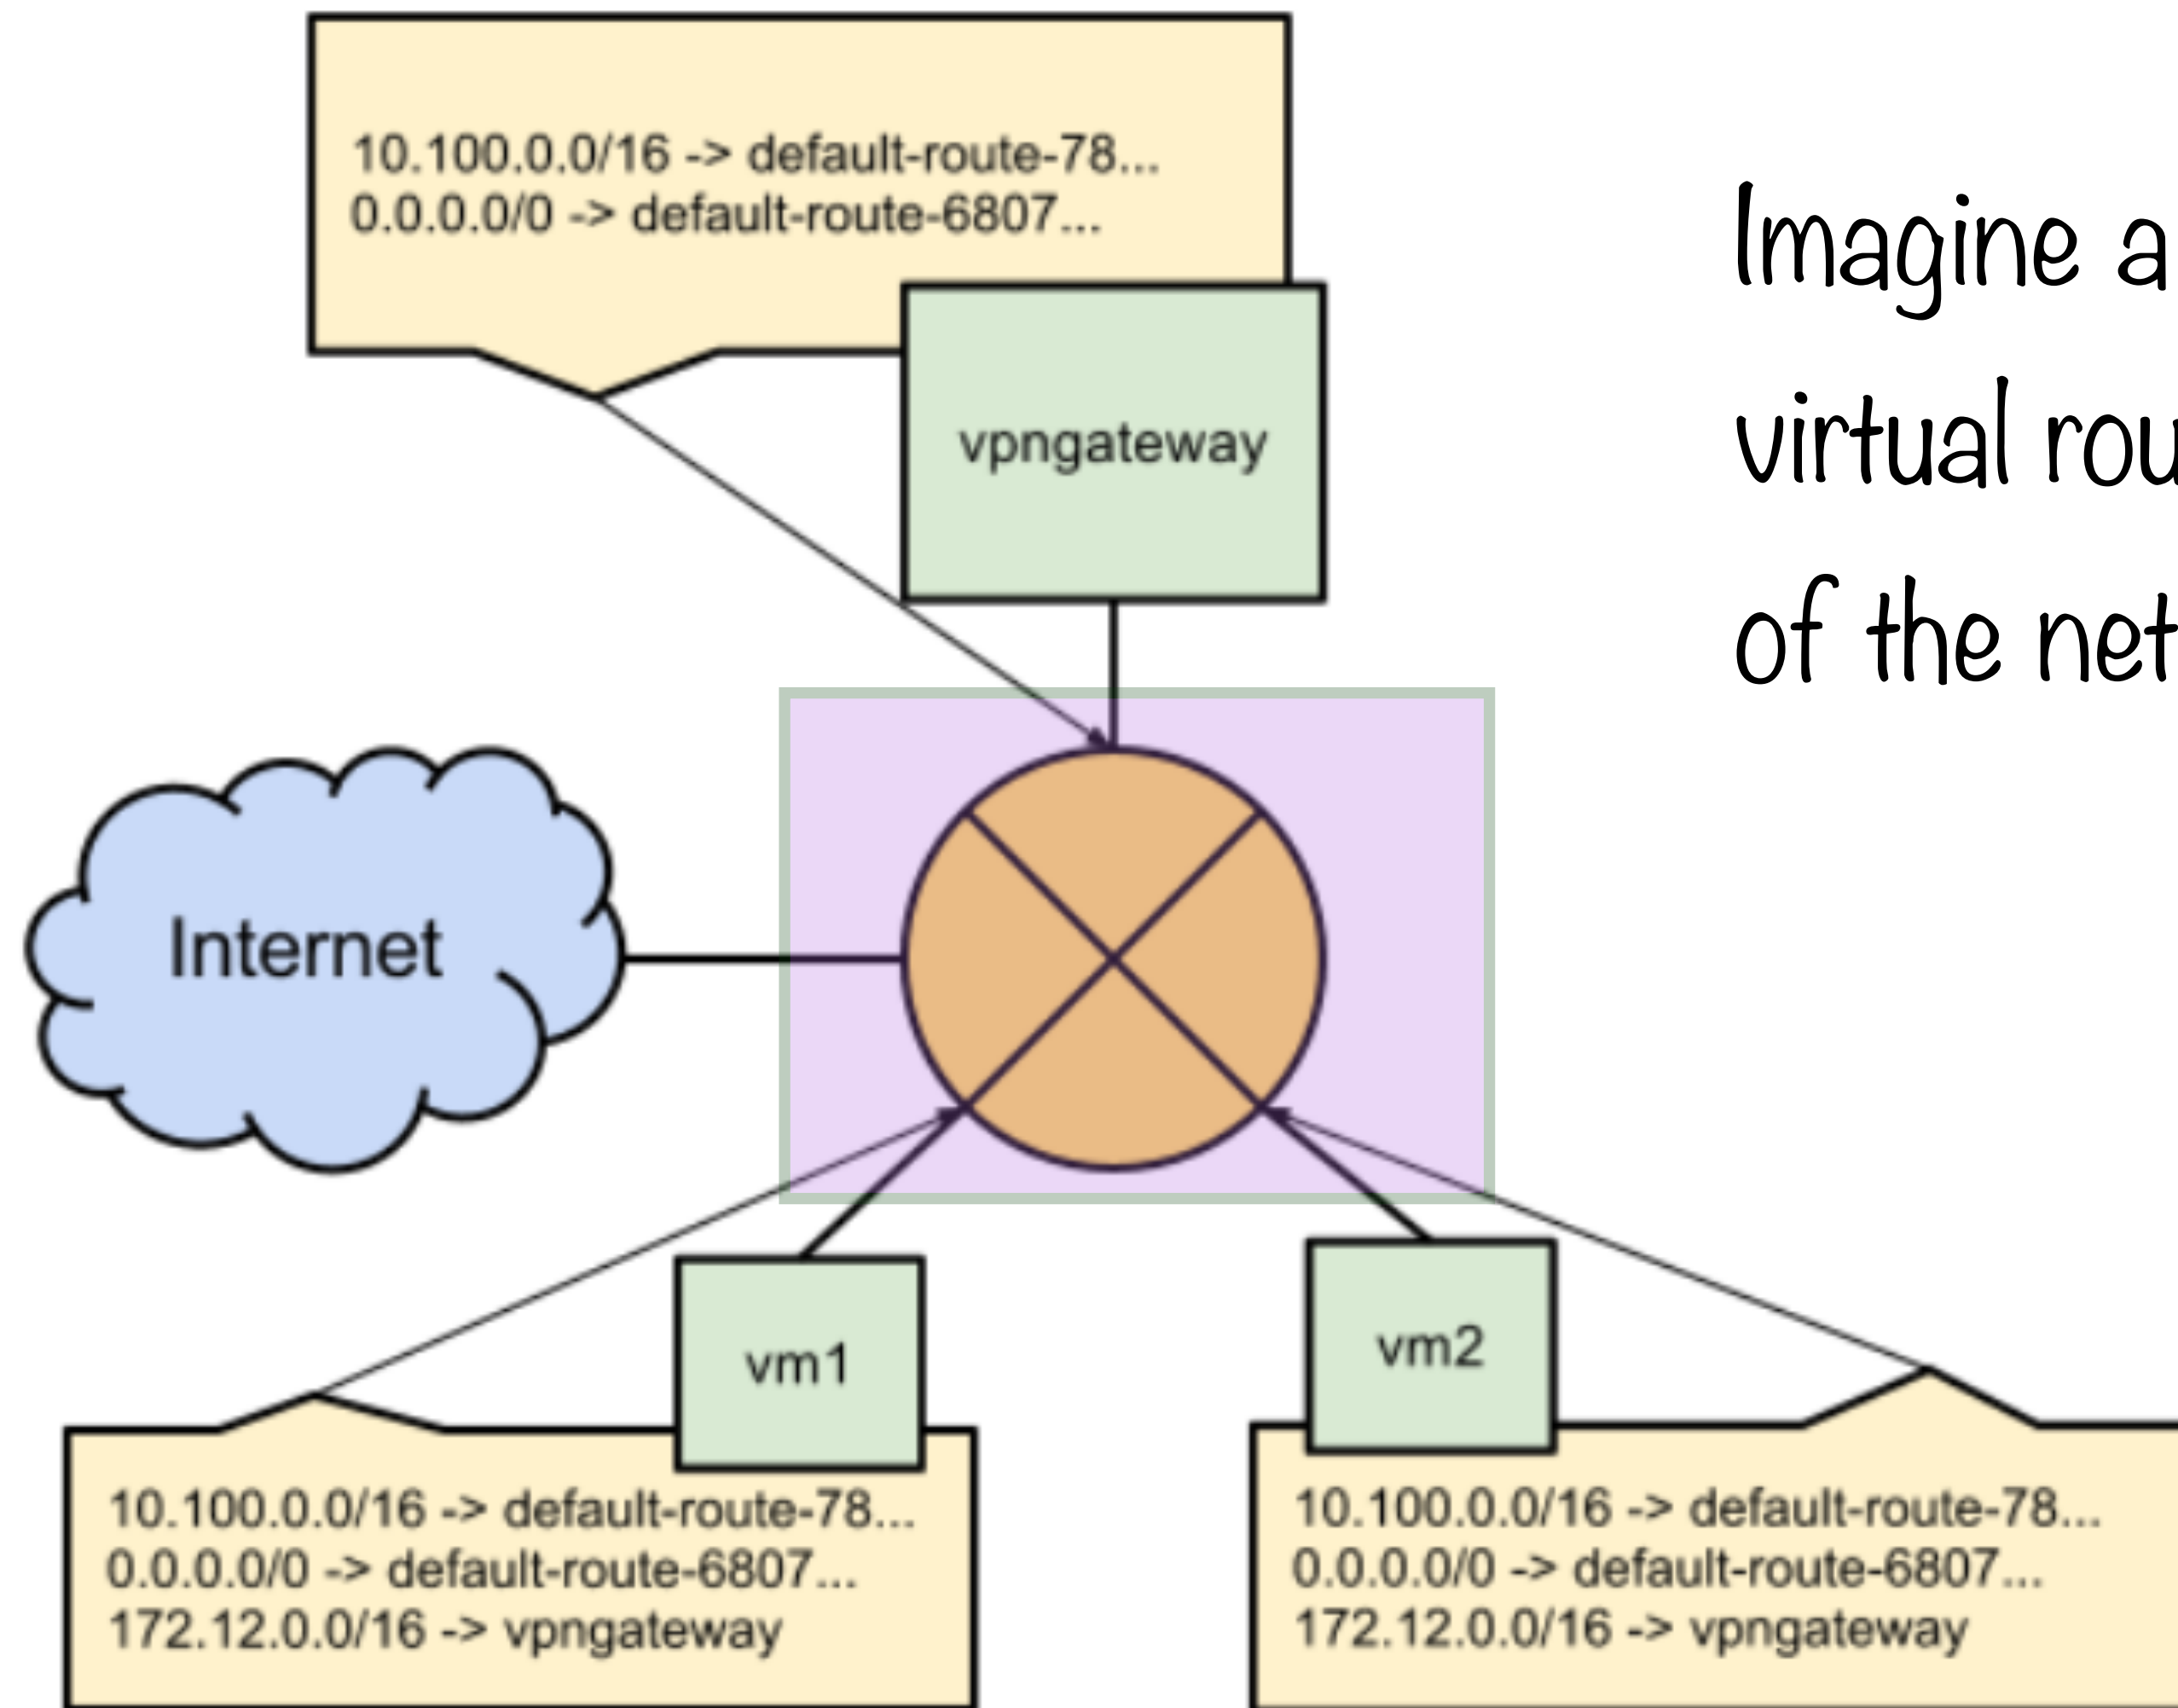 10.100.0.0/16 -> default-route-78...
0.0.0.0/0 -> default-route-6807...
vpngateway
Imagine a
virtual rou
of the net
Internet
vm1
vm2
10.100.0.0/16 -> default-route-78...
0.0.0.0/0 -> default-route-6807...
172.12.0.0/16 -> vpngateway
10.100.0.0/16 -> default-route-78...
0.0.0.0/0 -> default-route-6807...
172.12.0.0/16 -> vpngateway